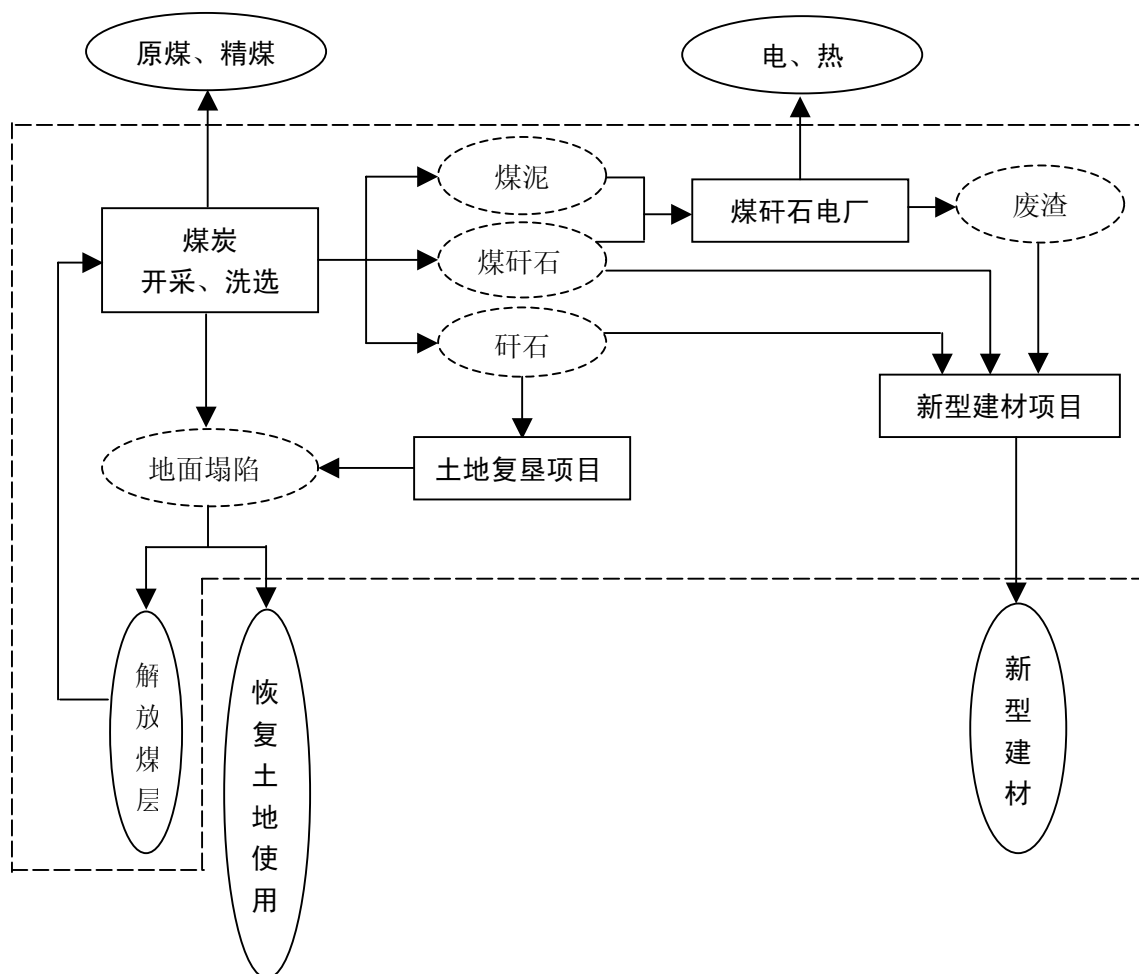 原煤、精煤
电、热
煤泥
煤矸石电厂
废渣
煤炭
开采、洗选
煤矸石
矸石
新型建材项目
地面塌陷
土地复垦项目
解放煤层
恢复土地使用
新型建材